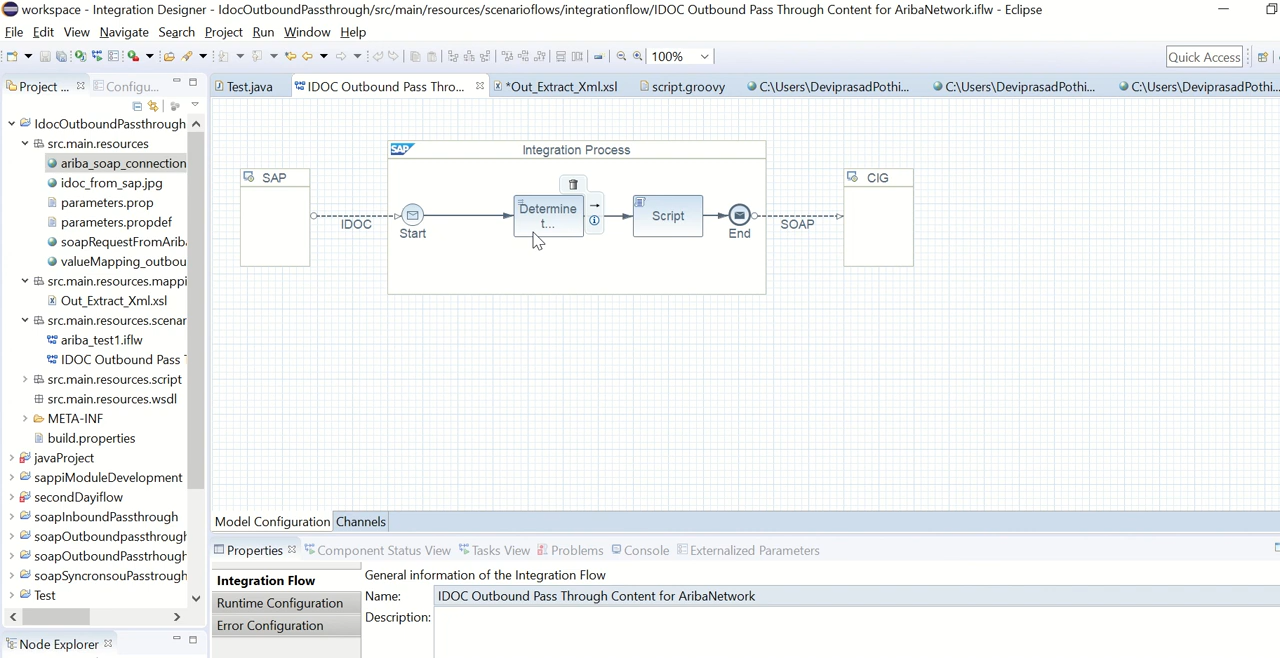 workspace - Integration Designer - IdocOutboundPassthrough/src/main/resources/scenarioflows/integrationflow/IDOC Outbound Pass Through Content for AribaNetwork.iflw - Eclipse
File Edit View Navigate Search Project Run Window Help
100%
Quick Access
Project ...
Configu...
Test.java
IDOC Outbound Pass Thro...
*Out_Extract_Xml.xsl
script.groovy
C:\Users\DeviprasadPothi...
C:\Users\DeviprasadPothi...
C:\Users\DeviprasadPothi...
IdocOutboundPassthrough
src.main.resources
ariba_soap_connection
idoc_from_sap.jpg
parameters.prop
parameters.propdef
soapRequestFromAriba
valueMapping_outbou
src.main.resources.mappi
Out_Extract_Xml.xsl
src.main.resources.scenar
ariba_test1.iflw
IDOC Outbound Pass T
src.main.resources.script
src.main.resources.wsdl
META-INF
build.properties
javaProject
sappiModuleDevelopment
secondDayiflow
soapInboundPassthrough
soapOutboundpassthrough
soapOutboundPasstrhough
soapSyncronsouPasstrough
Test
Node Explorer
SAP
Integration Process
SAP
IDOC
Start
Determine
t...
Script
End
SOAP
CIG
Model Configuration
Channels
Properties
Component Status View
Tasks View
Problems
Console
Externalized Parameters
Integration Flow
Runtime Configuration
Error Configuration
General information of the Integration Flow
Name: IDOC Outbound Pass Through Content for AribaNetwork
Description: